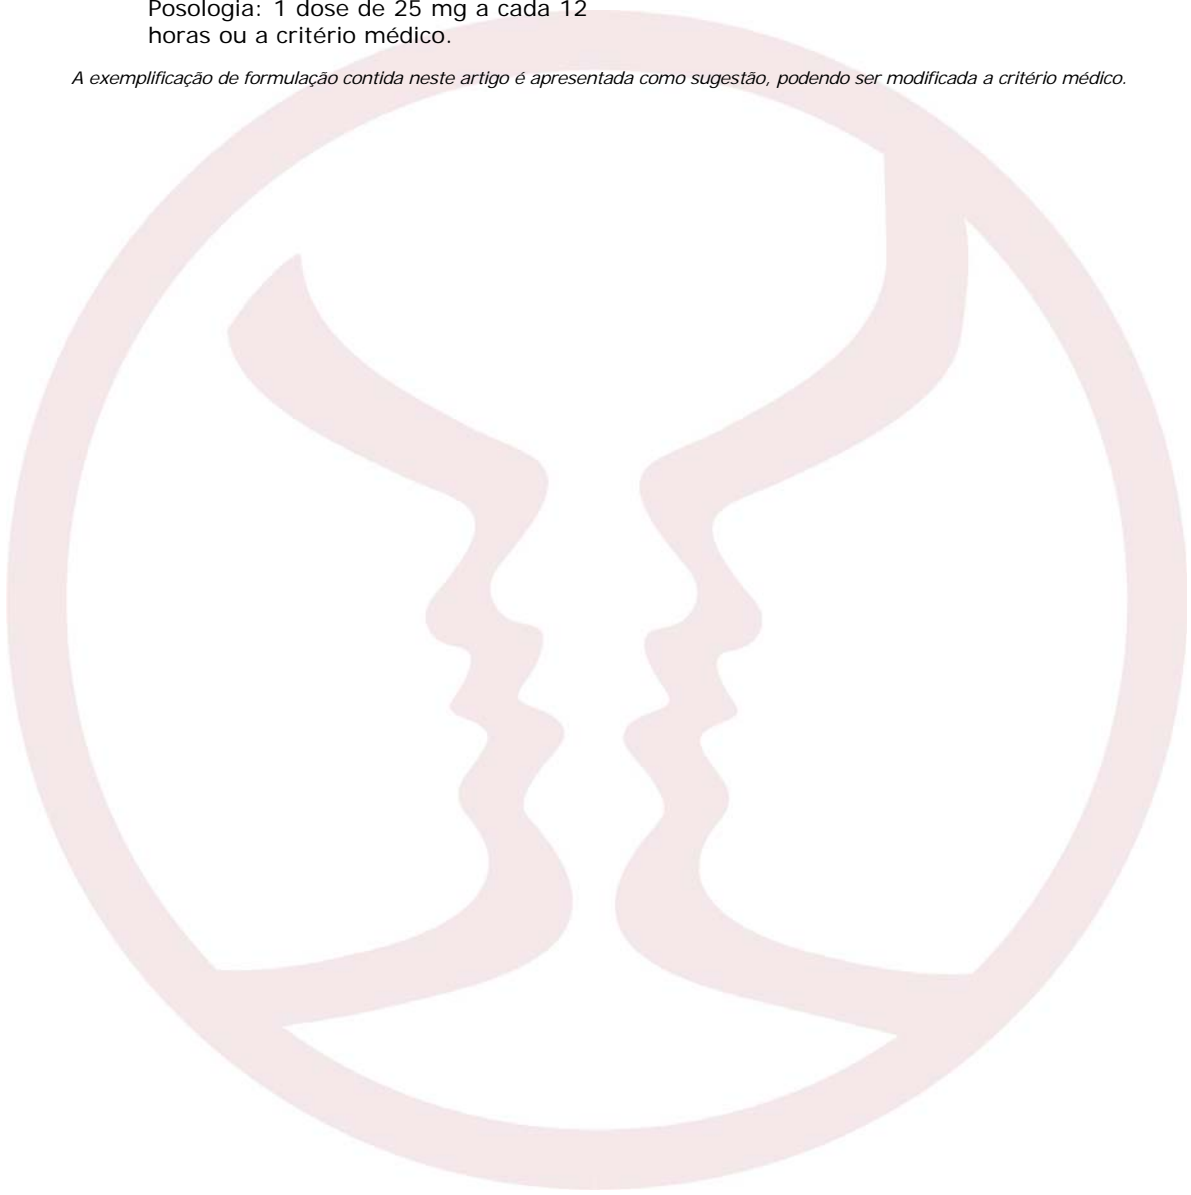 Posologia: 1 dose de 25 mg a cada 12
horas ou a critério médico.
A exemplificação de formulação contida neste artigo é apresentada como sugestão, podendo ser modificada a critério médico.